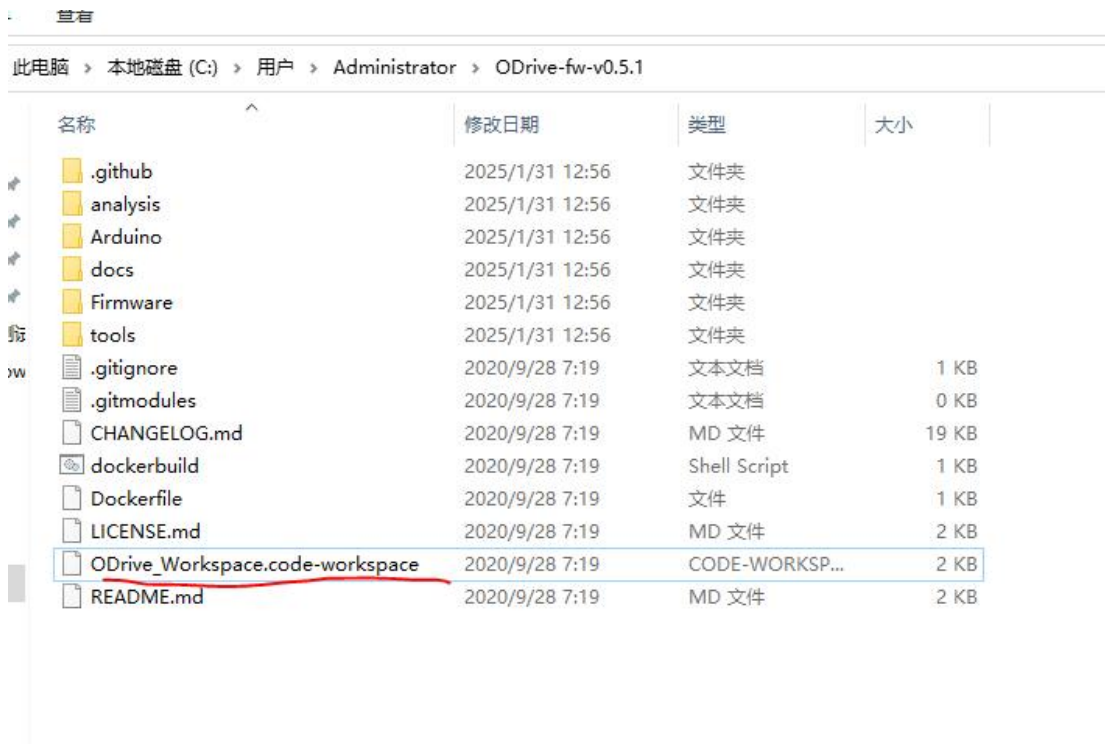 查看
此电脑 > 本地磁盘 (C:) > 用户 > Administrator > ODrive-fw-v0.5.1
名称 修改日期 类型 大小
.github 2025/1/31 12:56 文件夹
analysis 2025/1/31 12:56 文件夹
Arduino 2025/1/31 12:56 文件夹
docs 2025/1/31 12:56 文件夹
Firmware 2025/1/31 12:56 文件夹
tools 2025/1/31 12:56 文件夹
.gitignore 2020/9/28 7:19 文本文档 1 KB
.gitmodules 2020/9/28 7:19 文本文档 0 KB
CHANGELOG.md 2020/9/28 7:19 MD 文件 19 KB
dockerbuild 2020/9/28 7:19 Shell Script 1 KB
Dockerfile 2020/9/28 7:19 文件 1 KB
LICENSE.md 2020/9/28 7:19 MD 文件 2 KB
ODrive_Workspace.code-workspace 2020/9/28 7:19 CODE-WORKSP... 2 KB
README.md 2020/9/28 7:19 MD 文件 2 KB